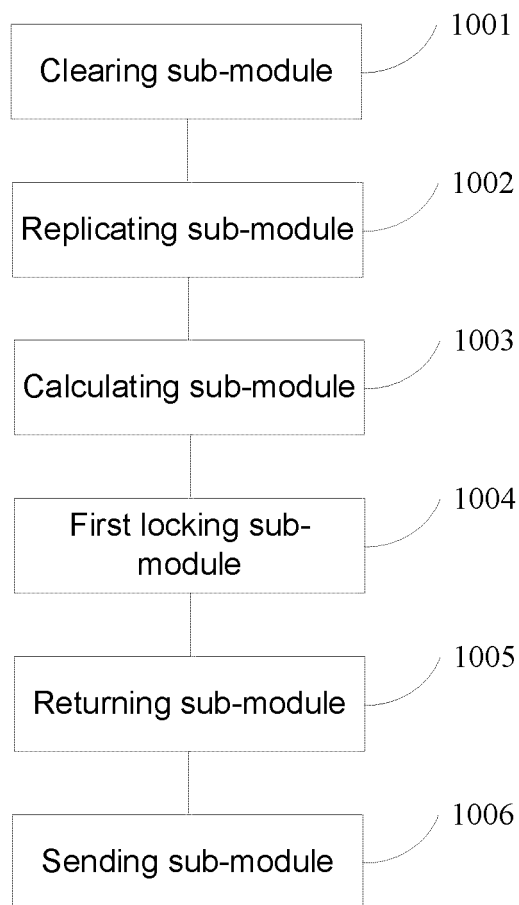 1001
Clearing sub-module
1002
Replicating sub-module
1003
Calculating sub-module
1004
First locking sub-
module
1005
Returning sub-module
1006
Sending sub-module